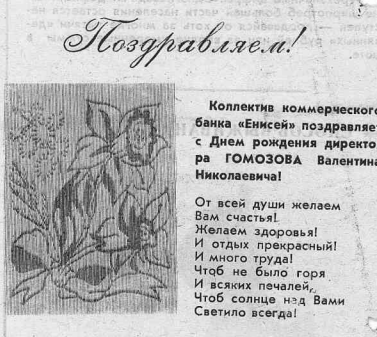 Поздравляем!
Коллектив коммерческого
банка «Енисей» поздравляет
с Днем рождения директо-
ра ГОМОЗОВА Валентина
Николаевича!
От всей души желаем
Вам счастья!
Желаем здоровья!
И отдых прекрасный!
И много труда!
Чтоб не было горя
И всяких печалей,
Чтоб солнце над Вами
Светило всегда!